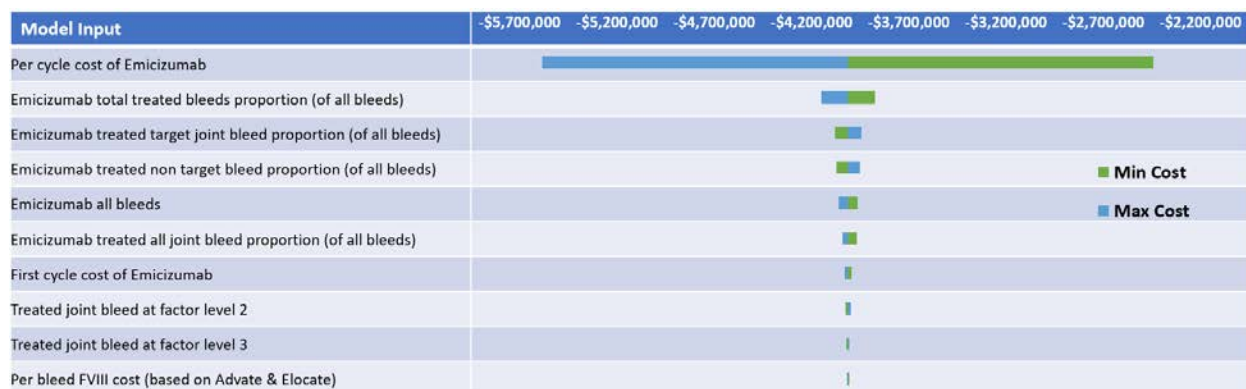 Model Input -$5,700,000 -$5,200,000 -$4,700,000 -$4,200,000 -$3,700,000 -$3,200,000 -$2,700,000 -$2,200,000
Per cycle cost of Emicizumab
Emicizumab total treated bleeds proportion (of all bleeds)
Emicizumab treated target joint bleed proportion (of all bleeds)
Emicizumab treated non target bleed proportion (of all bleeds)
Min Cost
Emicizumab all bleeds
Max Cost
Emicizumab treated all joint bleed proportion (of all bleeds)
First cycle cost of Emicizumab
Treated joint bleed at factor level 2
Treated joint bleed at factor level 3
Per bleed FVIII cost (based on Advate & Elocate)